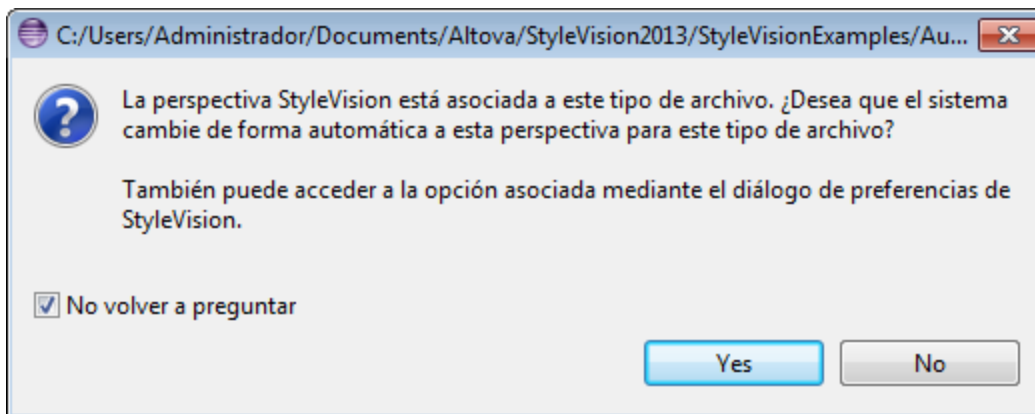 C:/Users/Administrador/Documents/Altova/StyleVision2013/StyleVisionExamples/Au...
La perspectiva StyleVision está asociada a este tipo de archivo. ¿Desea que el sistema
cambie de forma automática a esta perspectiva para este tipo de archivo?
También puede acceder a la opción asociada mediante el diálogo de preferencias de
StyleVision.
No volver a preguntar
Yes
No